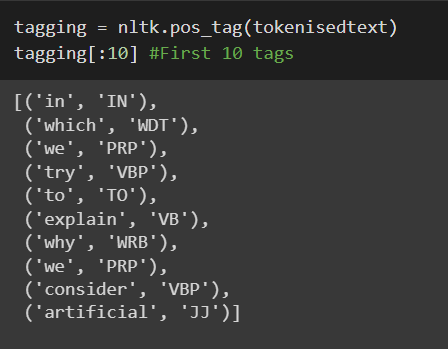 tagging = nltk.pos_tag(tokenisedtext)
tagging[:10] #First 10 tags
[('in', 'IN'),
('which', 'WDT'),
('we', 'PRP'),
('try', 'VBP'),
('to', 'TO'),
('explain', 'VB'),
('why', 'WRB'),
('we', 'PRP'),
('consider', 'VBP'),
('artificial', 'JJ')]